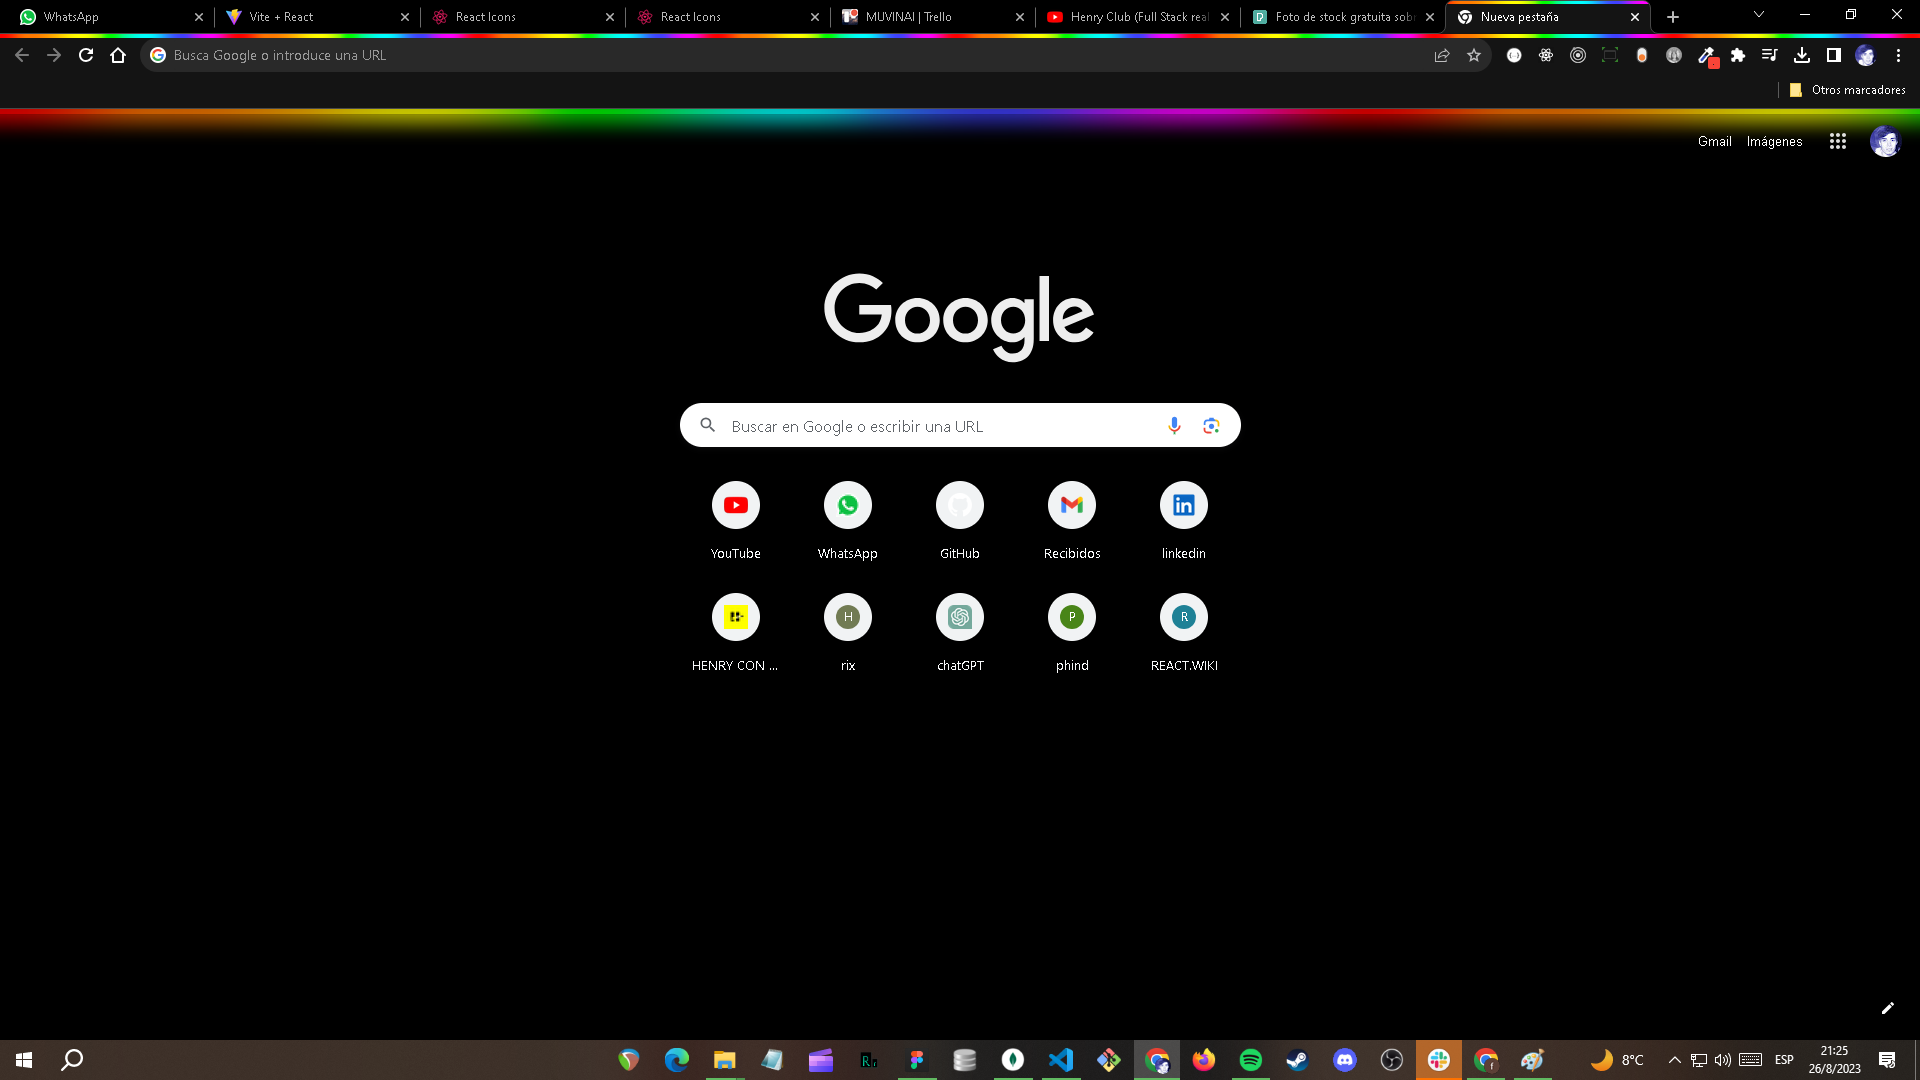 WhatsApp
Vite + React
React Icons
React Icons
MUVINAI | Trello
Henry Club (Full Stack real
Foto de stock gratuita sobr
Nueva pestaña
Busca Google o introduce una URL
Otros marcadores
Gmail
Imágenes
Google
Buscar en Google o escribir una URL
YouTube
WhatsApp
GitHub
Recibidos
linkedin
H
P
R
HENRY CON ...
rix
chatGPT
phind
REACT.WIKI
8°C
ESP
21:25
26/8/2023